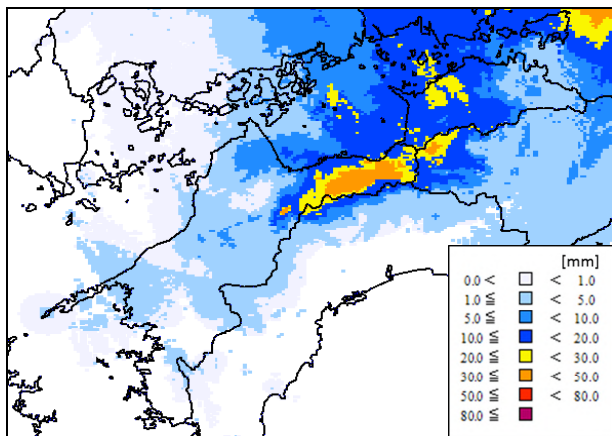 [mm]
0.0 < < 1.0
1.0 ≦ < 5.0
5.0 ≦ < 10.0
10.0 ≦ < 20.0
20.0 ≦ < 30.0
30.0 ≦ < 50.0
50.0 ≦ < 80.0
80.0 ≦